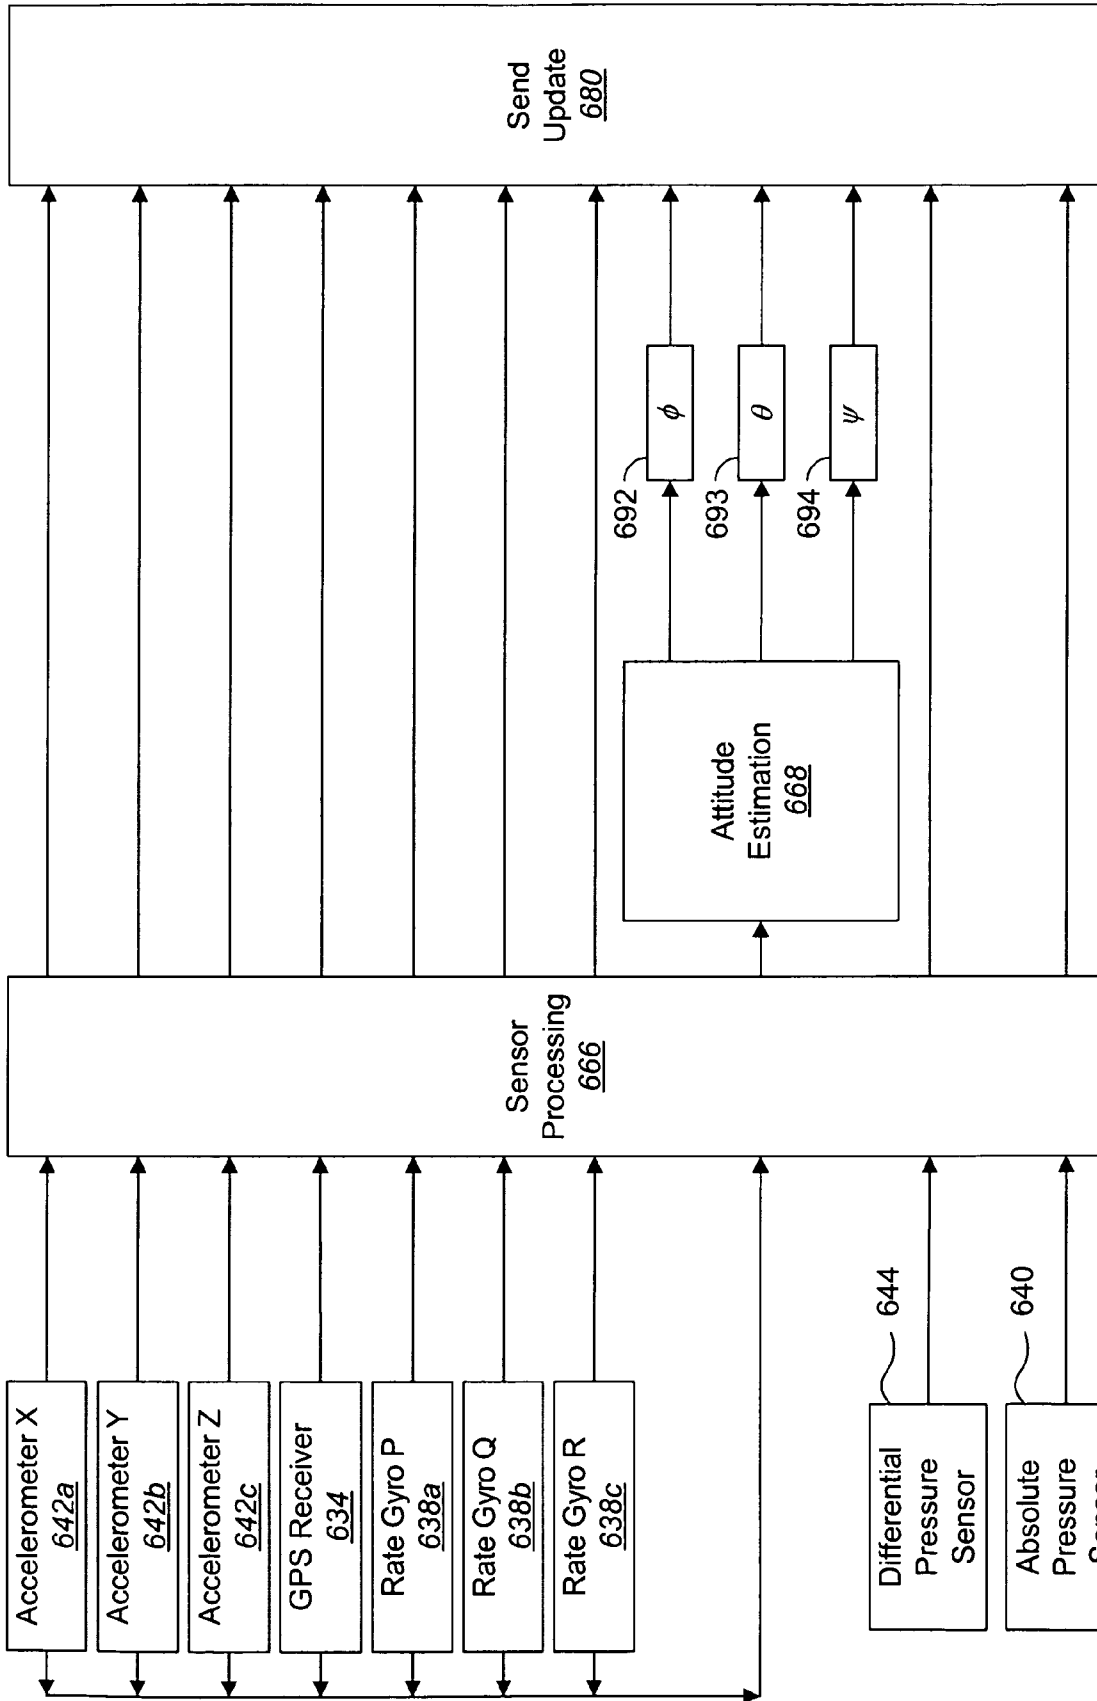 Accelerometer X
642a
Accelerometer Y
642b
Accelerometer Z
642c
GPS Receiver
634
Rate Gyro P
638a
Rate Gyro Q
638b
Rate Gyro R
638c
Differential
Pressure
Sensor
644
Absolute
Pressure
640
Sensor
Processing
666
Attitude
Estimation
668
692
ϕ
693
θ
694
ψ
Send
Update
680